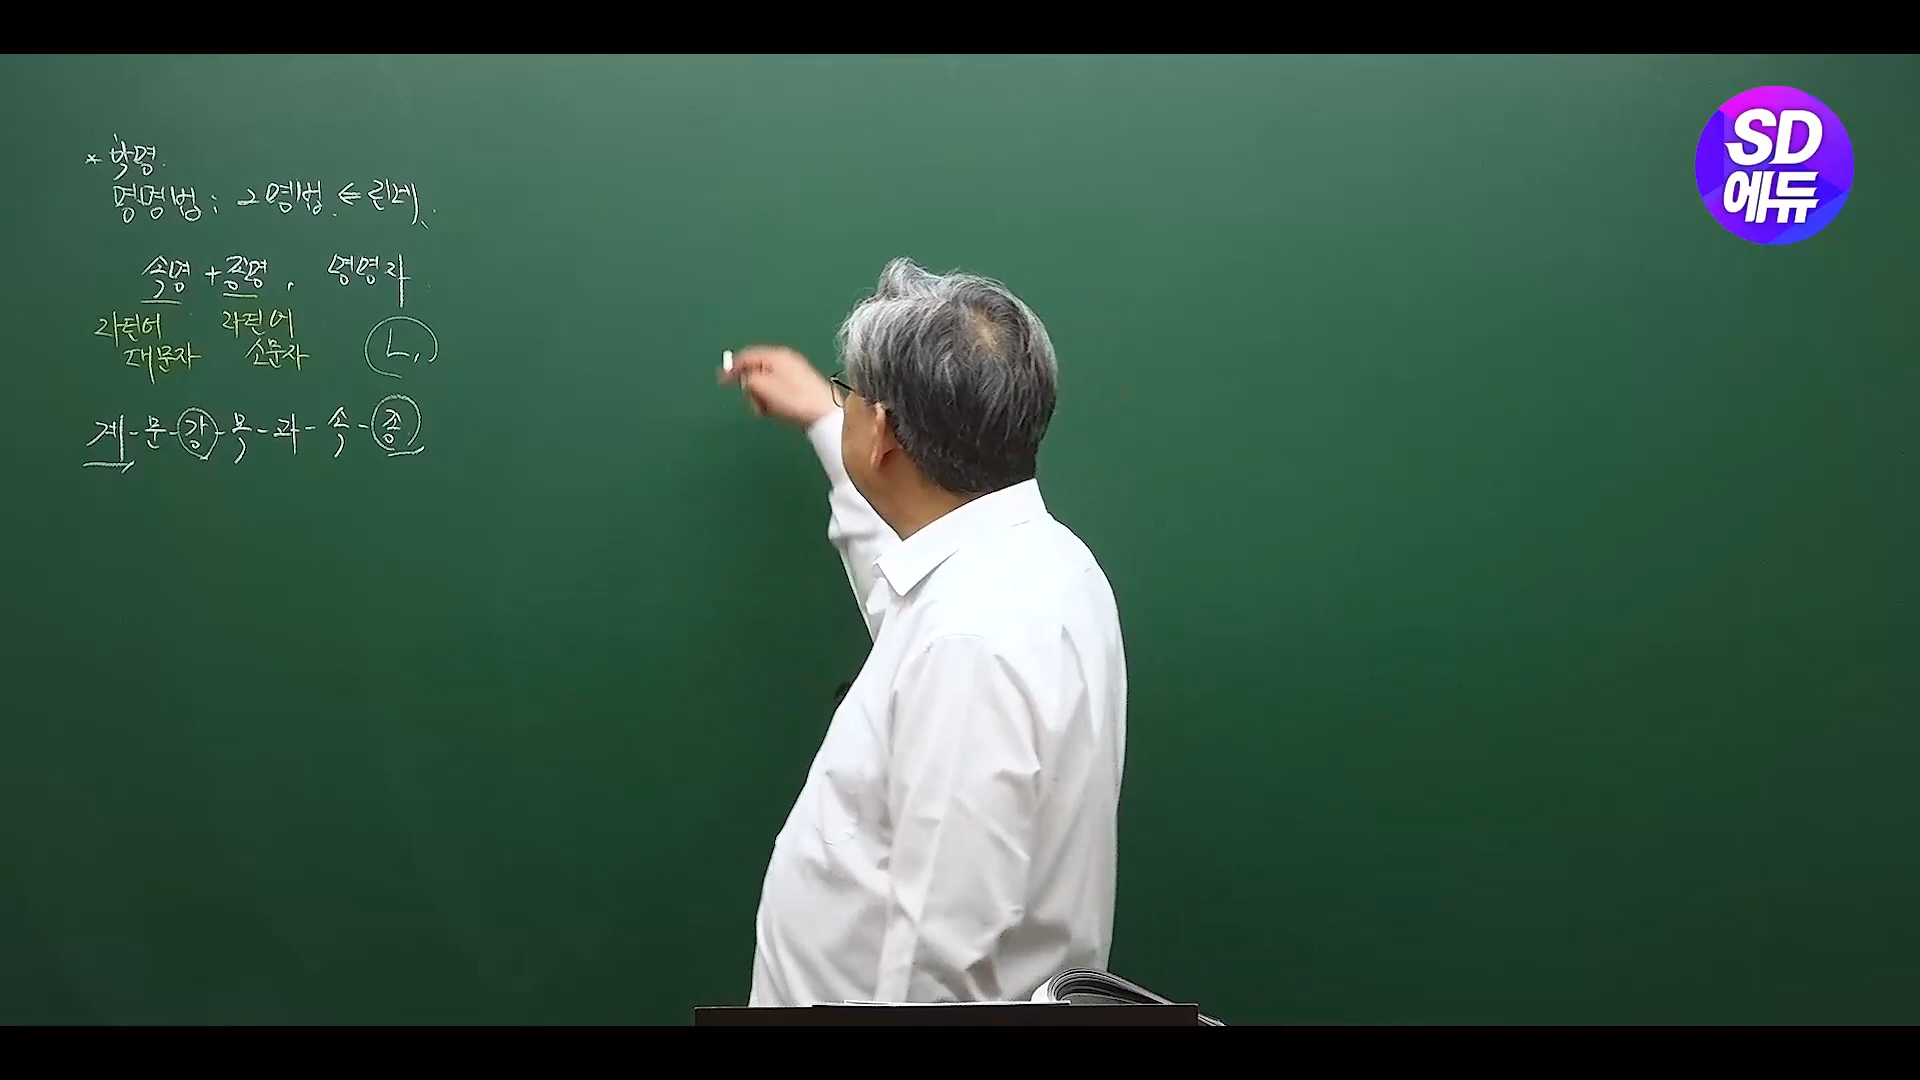 * 학명.
명명법 : 2명법 ⇐ 린네.
속명 + 종명, 명명자
라틴어 라틴어
대문자 소문자 L.
계-문-강-목-과-속-종
SD
에듀